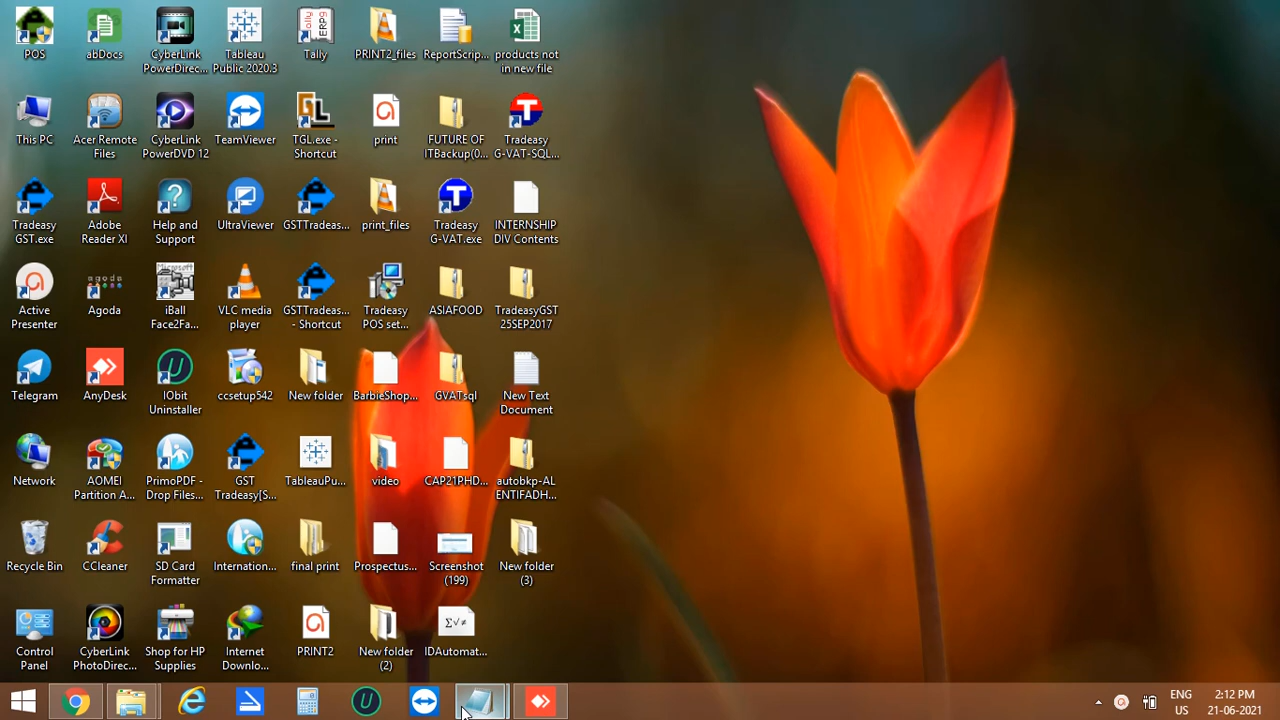 POS
abDocs
CyberLink
PowerDirec...
Tableau
Public 2020.3
Tally
PRINT2_files
ReportScrip...
products not
in new file
This PC
Acer Remote
Files
CyberLink
PowerDVD 12
TeamViewer
TGL.exe -
Shortcut
print
FUTURE OF
ITBackup(0...
Tradeasy
G-VAT-SQL...
Tradeasy
GST.exe
Adobe
Reader XI
Help and
Support
UltraViewer
GSTTradeas...
print_files
Tradeasy
G-VAT.exe
INTERNSHIP
DIV Contents
Active
Presenter
Agoda
iBall
Face2Fa...
VLC media
player
GSTTradeas...
- Shortcut
Tradeasy
POS set...
ASIAFOOD
TradeasyGST
25SEP2017
Telegram
AnyDesk
IObit
Uninstaller
ccsetup542
New folder
BarbieShop...
GVATsql
New Text
Document
Network
AOMEI
Partition A...
PrimoPDF -
Drop Files...
GST
Tradeasy[S...
TableauPu...
video
CAP21PHD...
autobkp-AL
ENTIFADH...
Recycle Bin
CCleaner
SD Card
Formatter
Internation...
final print
Prospectus...
Screenshot
(199)
New folder
(3)
Control
Panel
CyberLink
PhotoDirec...
Shop for HP
Supplies
Internet
Downlo...
PRINT2
New folder
(2)
IDAutomat...
ENG
US
2:12 PM
21-06-2021